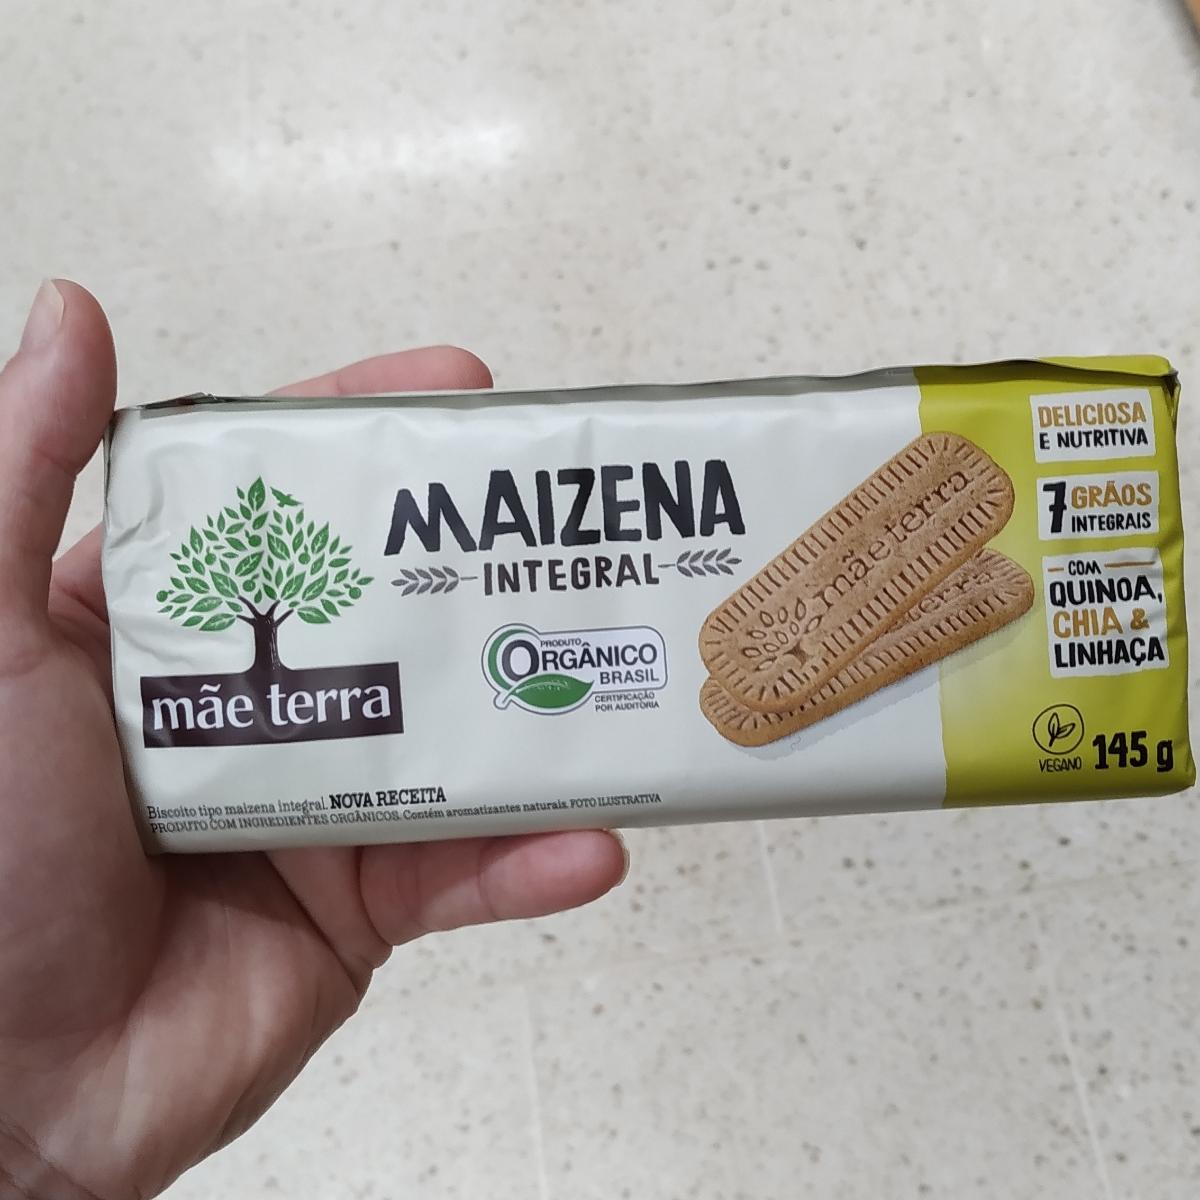 MAIZENA
INTEGRAL
mãe terra
PRODUTO
ORGÂNICO
BRASIL
CERTIFICAÇÃO
POR AUDITORIA
mãe terra
terra
DELICIOSA
E NUTRITIVA
7 GRÃOS
INTEGRAIS
COM
QUINOA,
CHIA &
LINHAÇA
VEGANO
145 g
Biscoito tipo maizena integral. NOVA RECEITA
PRODUTO COM INGREDIENTES ORGÂNICOS. Contém aromatizantes naturais. FOTO ILUSTRATIVA